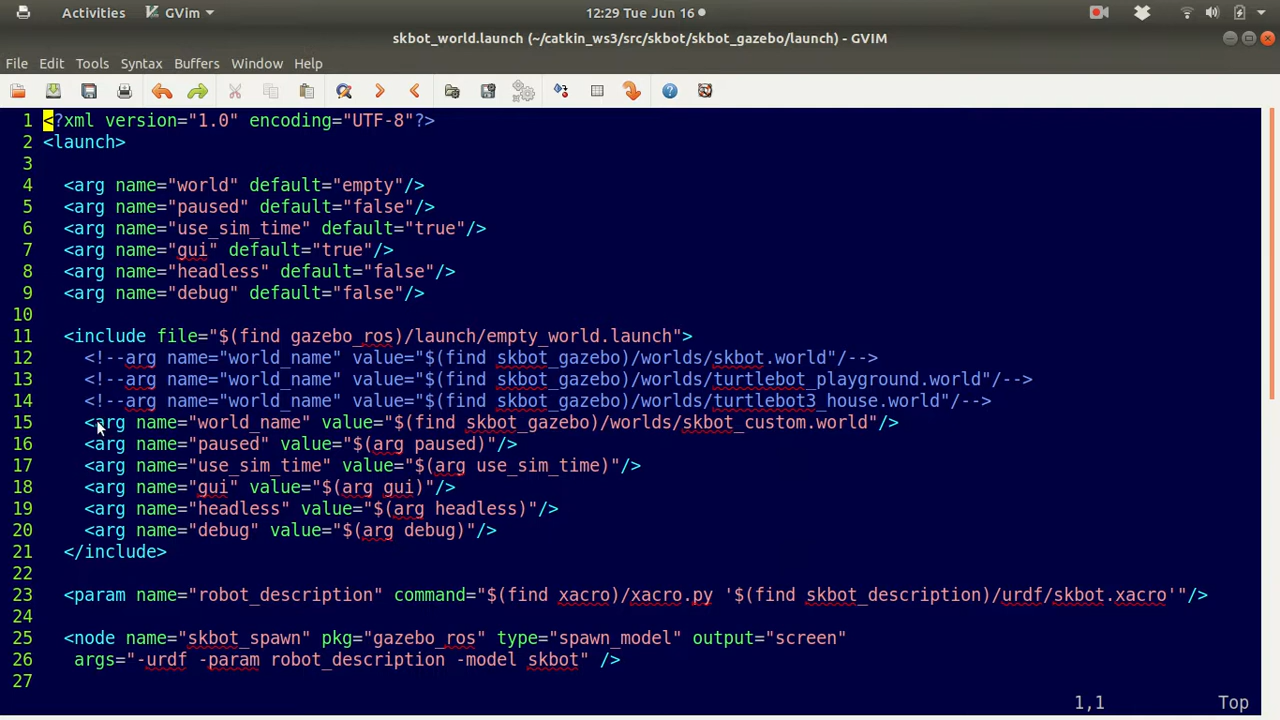 Activities
GVim
12:29 Tue Jun 16
skbot_world.launch (~/catkin_ws3/src/skbot/skbot_gazebo/launch) - GVIM
File Edit Tools Syntax Buffers Window Help
1 <?xml version="1.0" encoding="UTF-8"?>
2 <launch>
3
4 <arg name="world" default="empty"/>
5 <arg name="paused" default="false"/>
6 <arg name="use_sim_time" default="true"/>
7 <arg name="gui" default="true"/>
8 <arg name="headless" default="false"/>
9 <arg name="debug" default="false"/>
10
11 <include file="$(find gazebo_ros)/launch/empty_world.launch">
12 <!--arg name="world_name" value="$(find skbot_gazebo)/worlds/skbot.world"/-->
13 <!--arg name="world_name" value="$(find skbot_gazebo)/worlds/turtlebot_playground.world"/-->
14 <!--arg name="world_name" value="$(find skbot_gazebo)/worlds/turtlebot3_house.world"/-->
15 <arg name="world_name" value="$(find skbot_gazebo)/worlds/skbot_custom.world"/>
16 <arg name="paused" value="$(arg paused)"/>
17 <arg name="use_sim_time" value="$(arg use_sim_time)"/>
18 <arg name="gui" value="$(arg gui)"/>
19 <arg name="headless" value="$(arg headless)"/>
20 <arg name="debug" value="$(arg debug)"/>
21 </include>
22
23 <param name="robot_description" command="$(find xacro)/xacro.py '$(find skbot_description)/urdf/skbot.xacro'"/>
24
25 <node name="skbot_spawn" pkg="gazebo_ros" type="spawn_model" output="screen"
26 args="-urdf -param robot_description -model skbot" />
27
1,1 Top